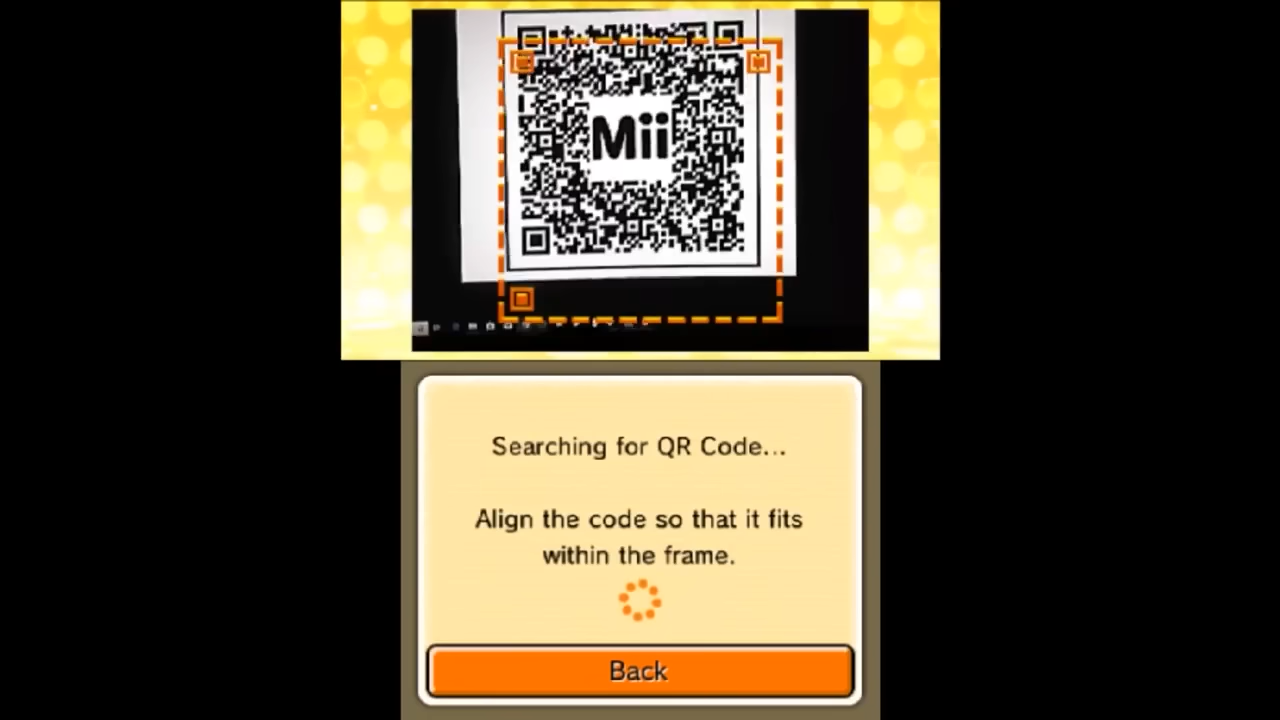 Mii
Searching for QR Code...
Align the code so that it fits
within the frame.
Back